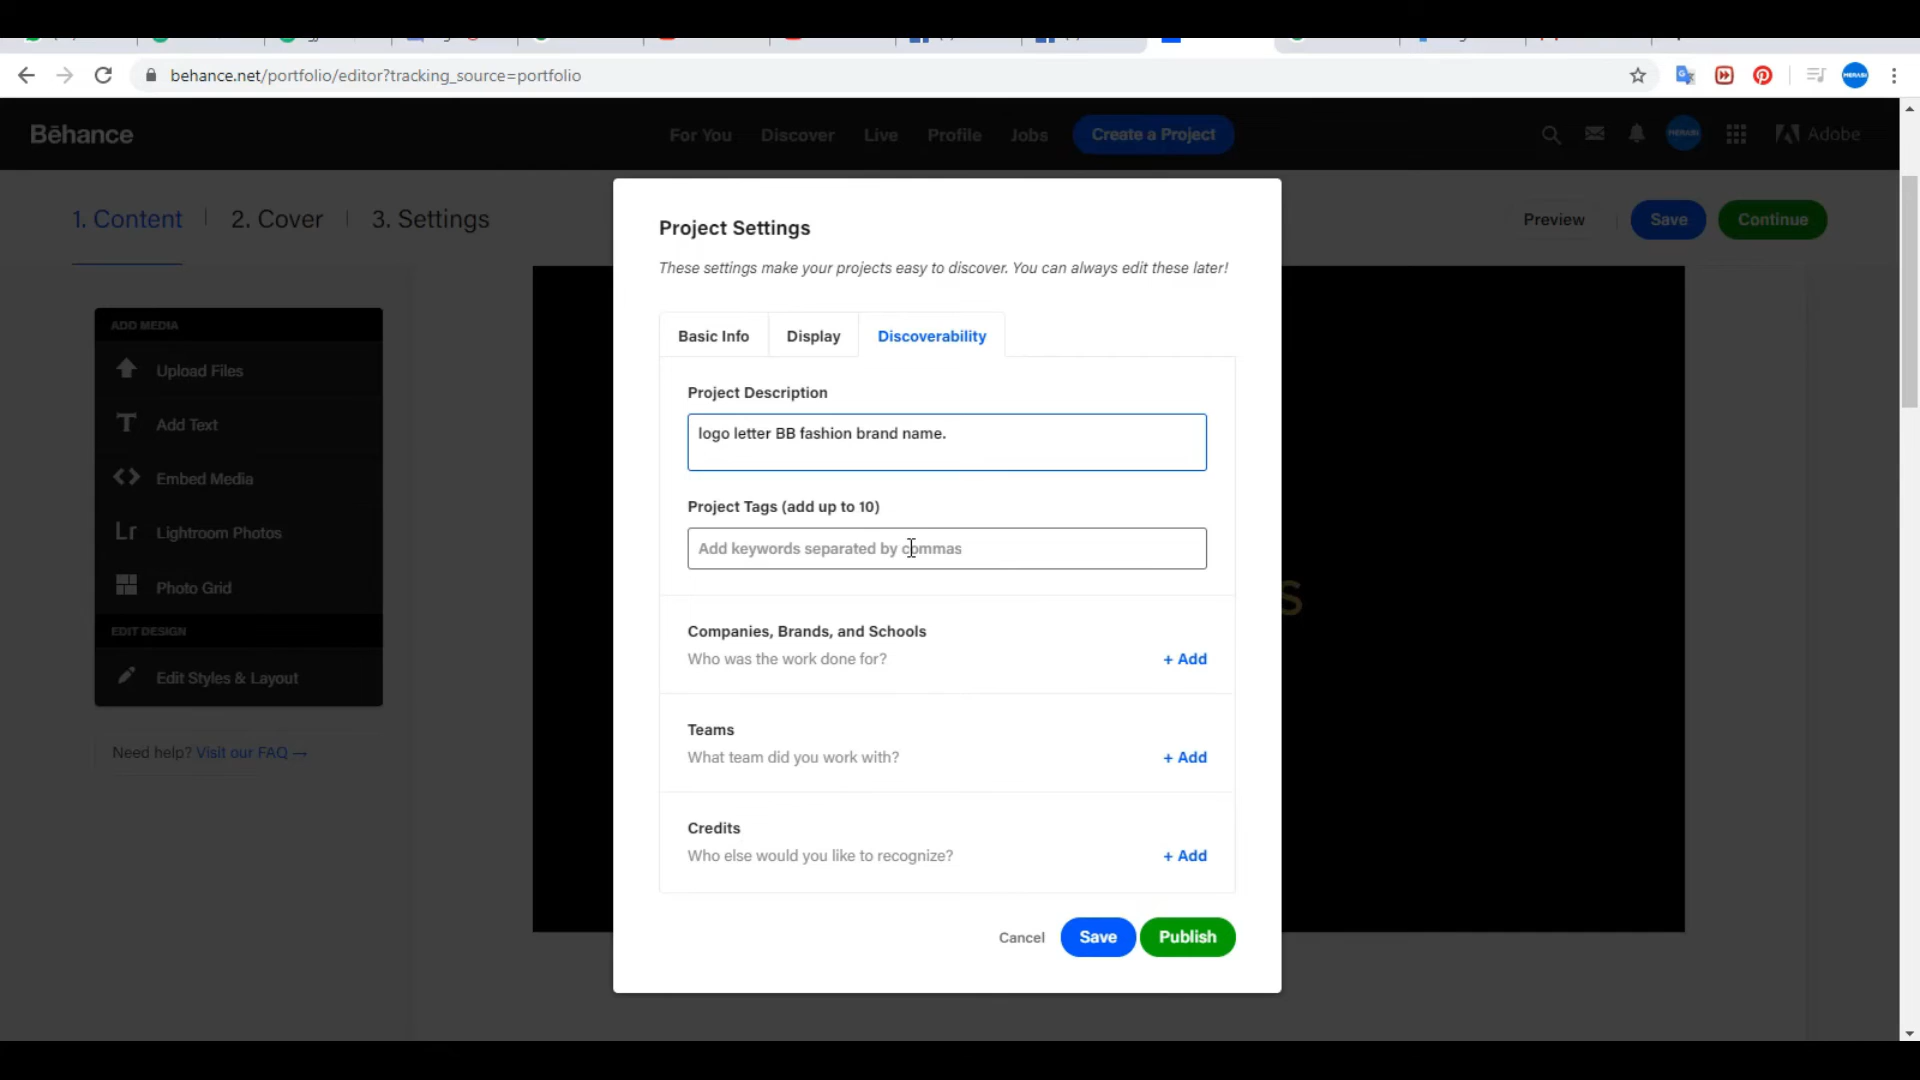 behance.net/portfolio/editor?tracking_source=portfolio
Bēhance
For You
Discover
Live
Profile
Jobs
Create a Project
MERASI
Adobe
1. Content
2. Cover
3. Settings
Preview
Save
Continue
ADD MEDIA
Upload Files
Add Text
Embed Media
Lr Lightroom Photos
Photo Grid
EDIT DESIGN
Edit Styles & Layout
Need help? Visit our FAQ →
Project Settings
These settings make your projects easy to discover. You can always edit these later!
Basic Info
Display
Discoverability
Project Description
logo letter BB fashion brand name.
Project Tags (add up to 10)
Add keywords separated by commas
Companies, Brands, and Schools
Who was the work done for?
+ Add
Teams
What team did you work with?
+ Add
Credits
Who else would you like to recognize?
+ Add
Cancel
Save
Publish
S